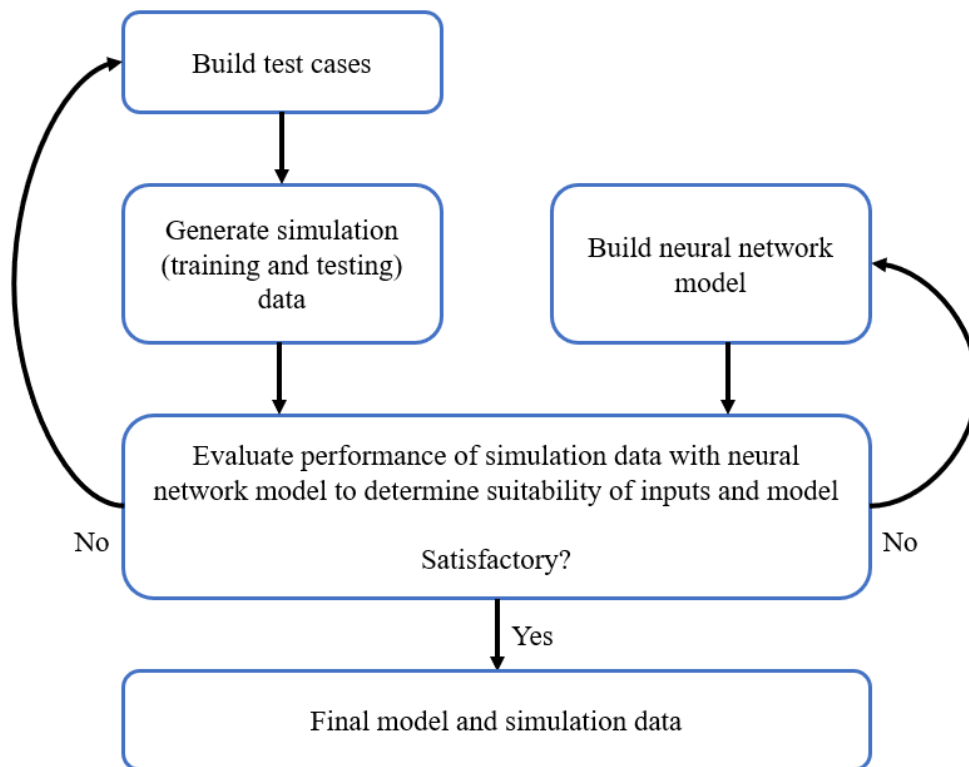 Build test cases
Generate simulation
(training and testing)
data
Build neural network
model
Evaluate performance of simulation data with neural
network model to determine suitability of inputs and model
Satisfactory?
No
No
Yes
Final model and simulation data